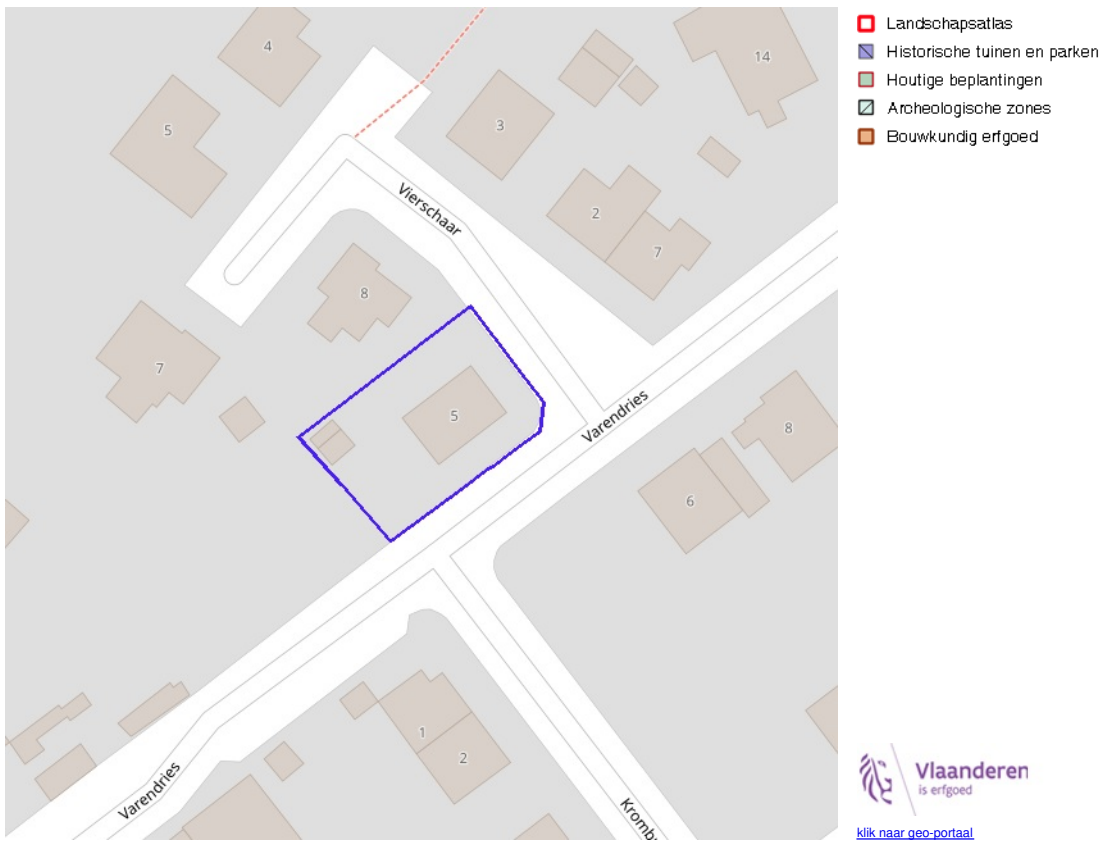 4
5
3
14
Vierschaar
2
7
8
7
5
Varendries
8
6
1
2
Varendries
Landschapsatlas
Historische tuinen en parken
Houtige beplantingen
Archeologische zones
Bouwkundig erfgoed
Vlaanderen
is erfgoed
klik naar geo-portaal